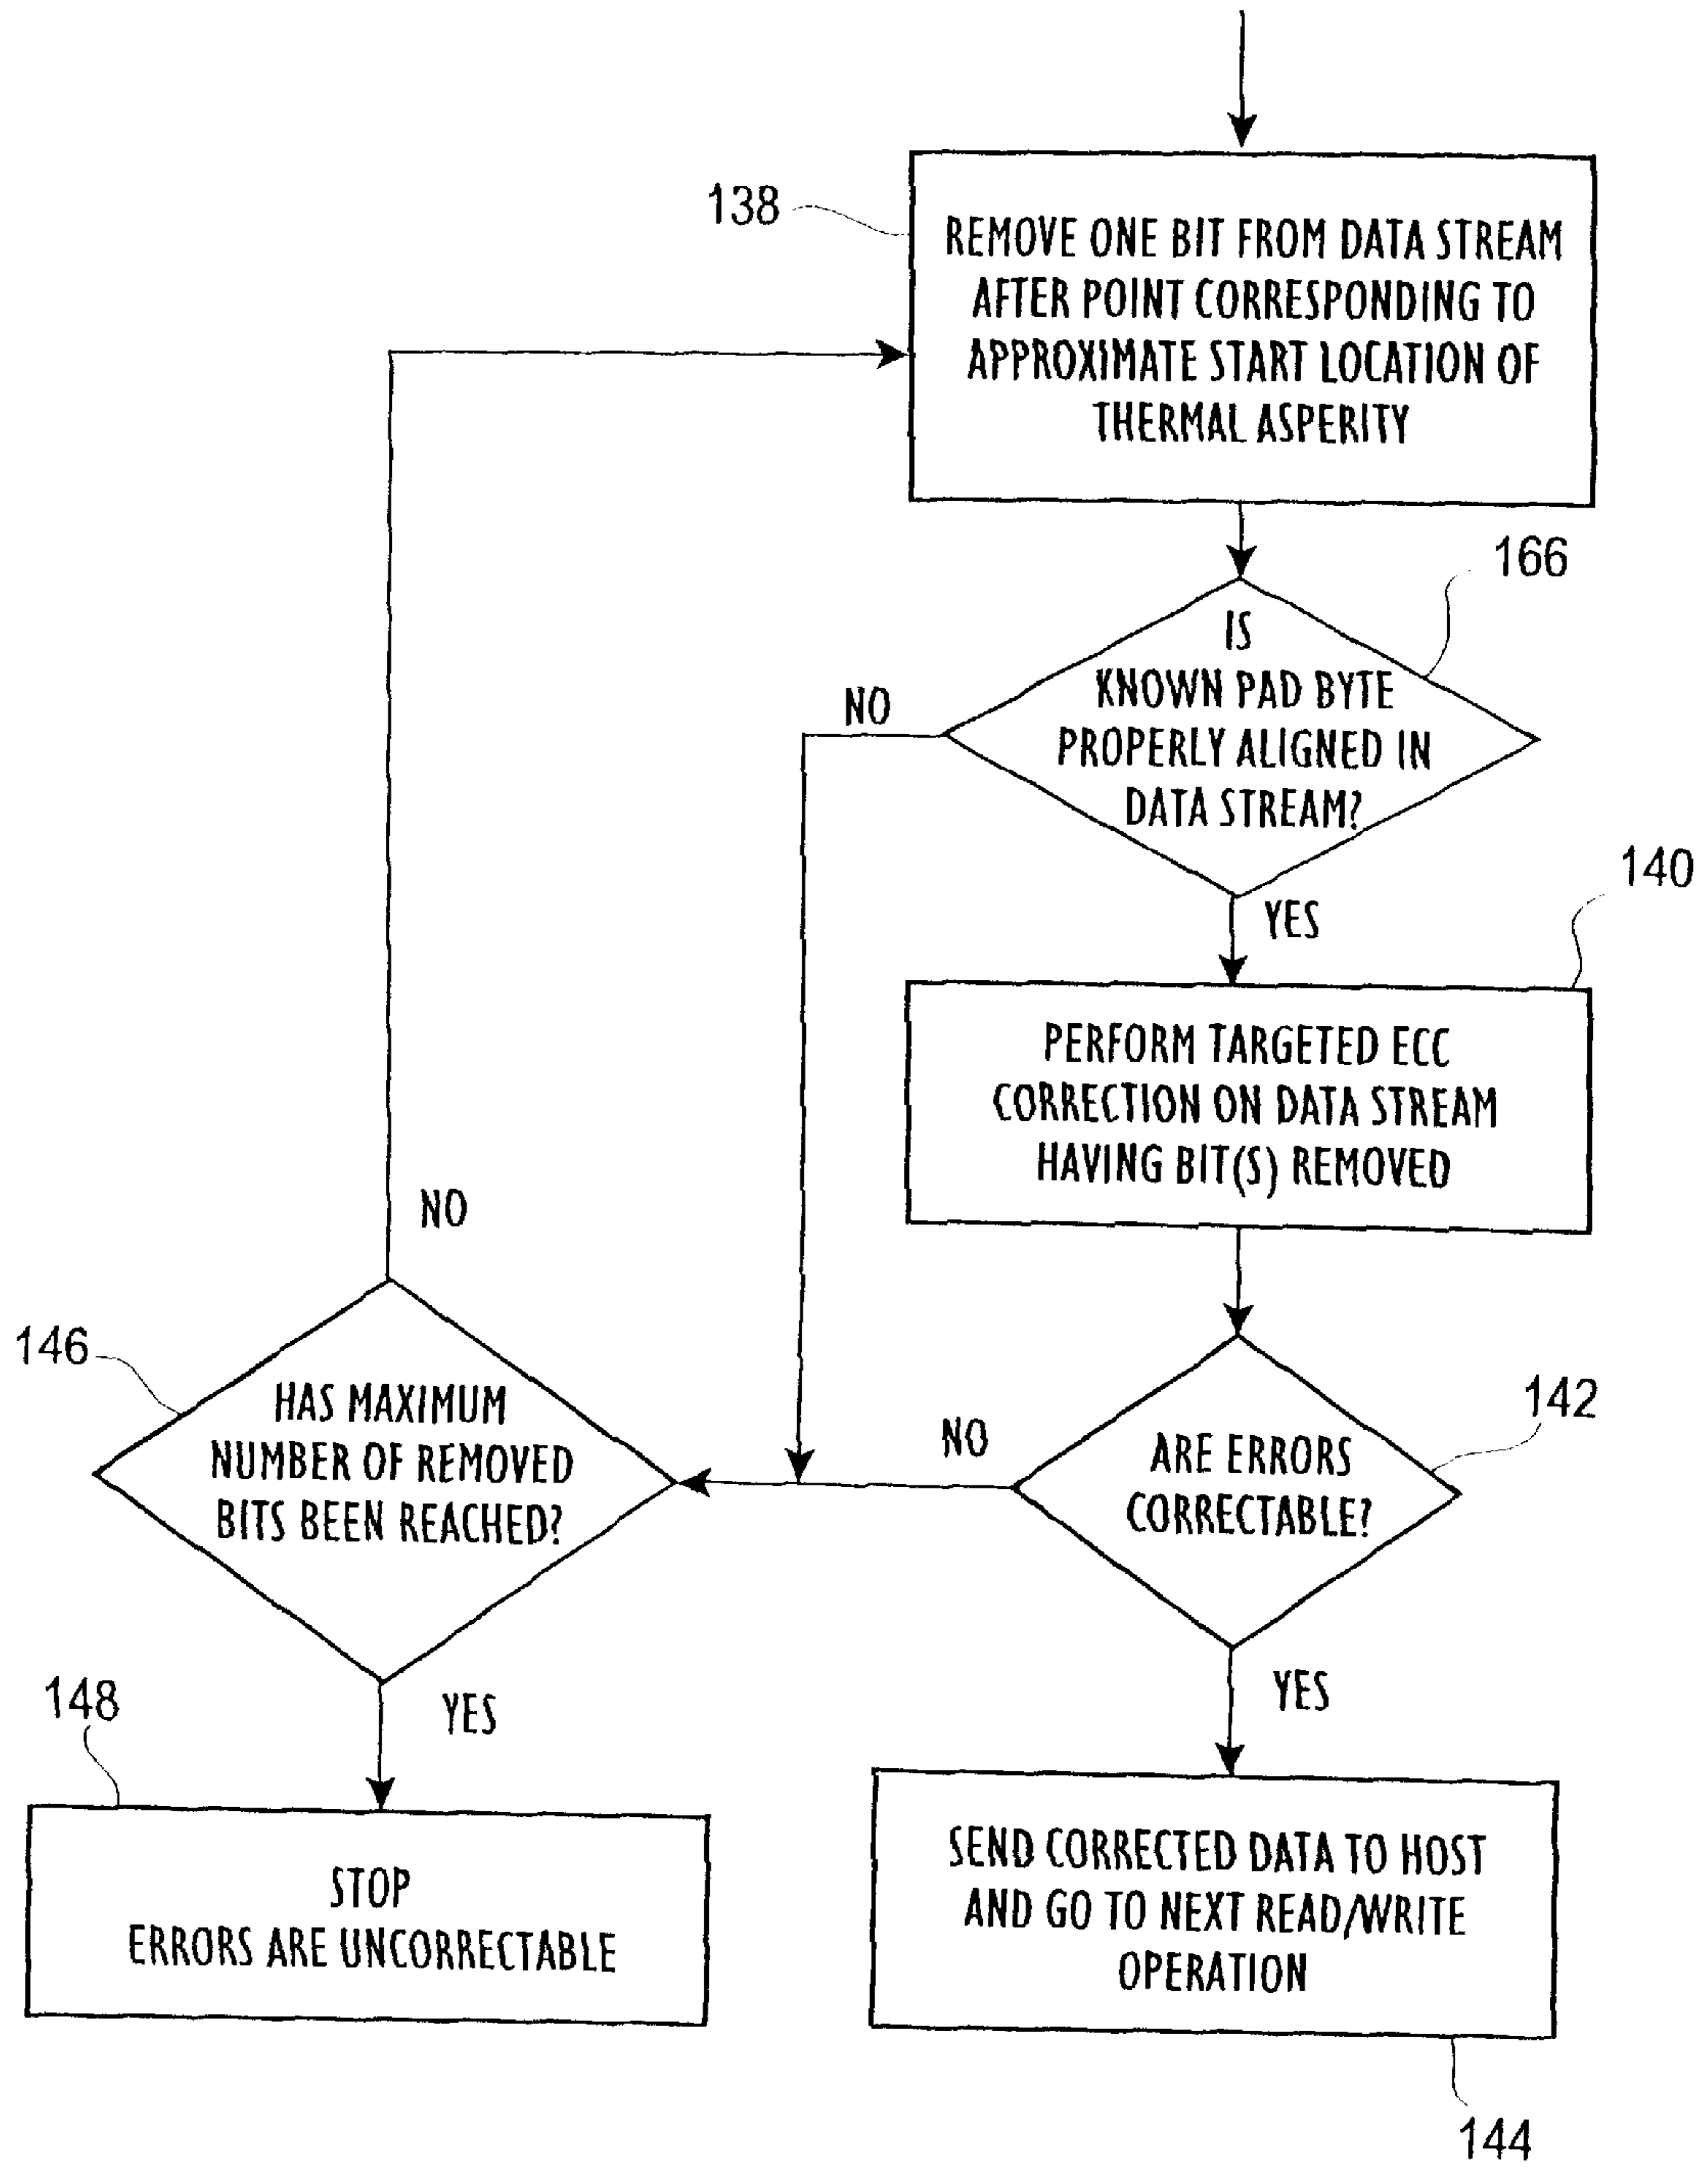 138
REMOVE ONE BIT FROM DATA STREAM
AFTER POINT CORRESPONDING TO
APPROXIMATE START LOCATION OF
THERMAL ASPERITY
166
IS
KNOWN PAD BYTE
PROPERLY ALIGNED IN
DATA STREAM?
NO
YES
140
PERFORM TARGETED ECC
CORRECTION ON DATA STREAM
HAVING BIT(S) REMOVED
NO
146
HAS MAXIMUM
NUMBER OF REMOVED
BITS BEEN REACHED?
NO
142
ARE ERRORS
CORRECTABLE?
YES
148
YES
STOP
ERRORS ARE UNCORRECTABLE
SEND CORRECTED DATA TO HOST
AND GO TO NEXT READ/WRITE
OPERATION
144